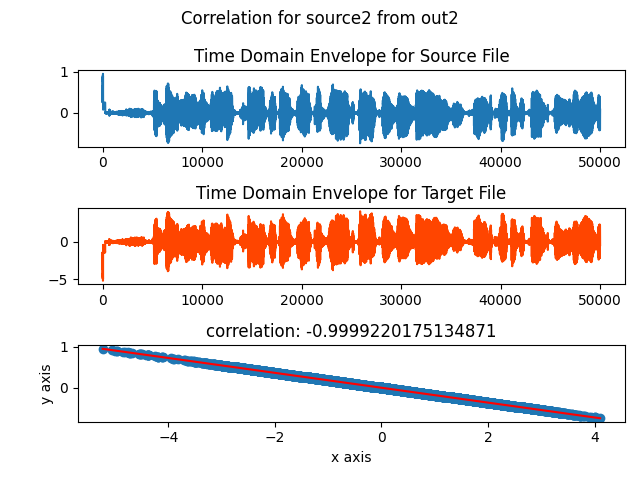 Correlation for source2 from out2
Time Domain Envelope for Source File
1
0
0 10000 20000 30000 40000 50000
Time Domain Envelope for Target File
0
−5
0 10000 20000 30000 40000 50000
correlation: -0.9999220175134871
1
0
y axis
−4 −2 0 2 4
x axis